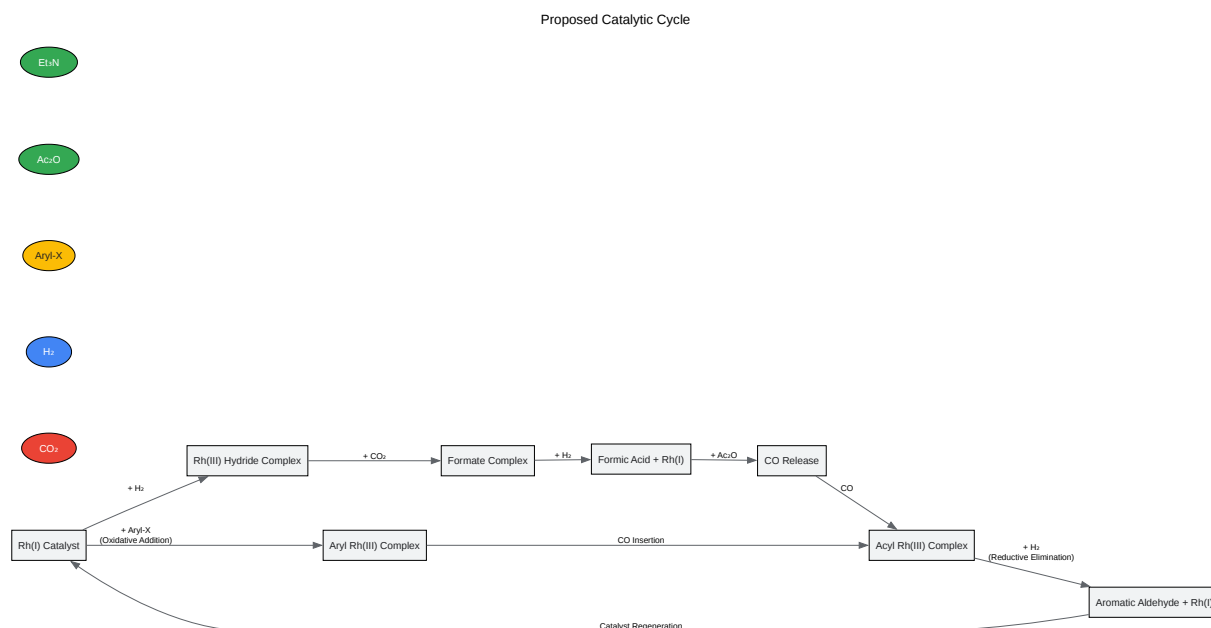 Proposed Catalytic Cycle
Et₃N
Ac₂O
Aryl-X
H₂
CO₂
Rh(III) Hydride Complex
+ CO₂
Formate Complex
+ H₂
Formic Acid + Rh(I)
+ Ac₂O
CO Release
+ H₂
CO
Rh(I) Catalyst
+ Aryl-X
(Oxidative Addition)
Aryl Rh(III) Complex
CO Insertion
Acyl Rh(III) Complex
+ H₂
(Reductive Elimination)
Aromatic Aldehyde + Rh(I)
Catalyst Regeneration